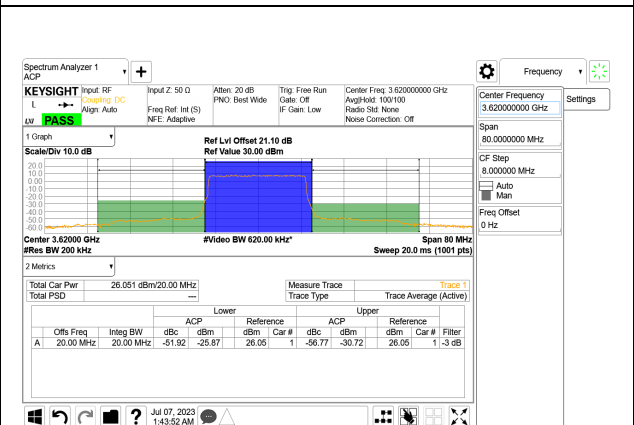 Spectrum Analyzer 1
ACP
Frequency
KEYSIGHT
L
LXI
PASS
Input: RF
Coupling: DC
Align: Auto
Input Z: 50 Ω
Freq Ref: Int (S)
NFE: Adaptive
Atten: 20 dB
PNO: Best Wide
Trig: Free Run
Gate: Off
IF Gain: Low
Center Freq: 3.620000000 GHz
Avg|Hold: 100/100
Radio Std: None
Noise Correction: Off
Center Frequency
3.620000000 GHz
Settings
Span
80.0000000 MHz
CF Step
8.000000 MHz
Auto
Man
Freq Offset
0 Hz
1 Graph
Scale/Div 10.0 dB
Ref Lvl Offset 21.10 dB
Ref Value 30.00 dBm
20.0
10.0
0.00
-10.0
-20.0
-30.0
-40.0
-50.0
-60.0
Center 3.62000 GHz
#Res BW 200 kHz
#Video BW 620.00 kHz*
Span 80 MHz
Sweep 20.0 ms (1001 pts)
2 Metrics
Total Car Pwr 26.051 dBm/20.00 MHz Measure Trace Trace 1
Total PSD --- Trace Type Trace Average (Active)
Lower Upper
ACP Reference ACP Reference
Offs Freq Integ BW dBc dBm dBm Car # dBc dBm dBm Car # Filter
A 20.00 MHz 20.00 MHz -51.92 -25.87 26.05 1 -56.77 -30.72 26.05 1 -3 dB
?
Jul 07, 2023
1:43:52 AM